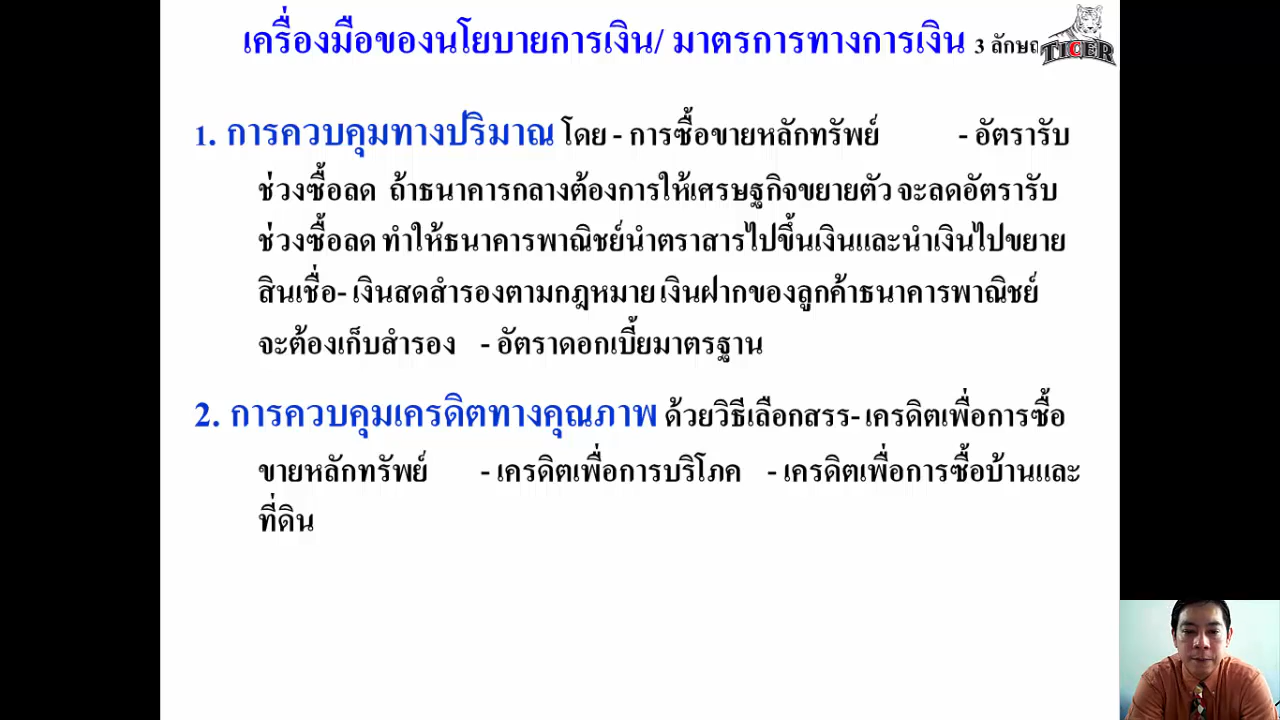 เครื่องมือของนโยบายการเงิน/ มาตรการทางการเงิน 3
TIGER
1. การควบคุมทางปริมาณ โดย - การซื้อขายหลักทรัพย์ - อัตรารับ
ช่วงซื้อลด ถ้าธนาคารกลางต้องการให้เศรษฐกิจขยายตัว จะลดอัตรารับ
ช่วงซื้อลด ทำให้ธนาคารพาณิชย์นำตราสารไปขึ้นเงินและนำเงินไปขยาย
สินเชื่อ- เงินสดสำรองตามกฎหมาย เงินฝากของลูกค้าธนาคารพาณิชย์
จะต้องเก็บสำรอง - อัตราดอกเบี้ยมาตรฐาน
2. การควบคุมเครดิตทางคุณภาพ ด้วยวิธีเลือกสรร- เครดิตเพื่อการซื้อ
ขายหลักทรัพย์ - เครดิตเพื่อการบริโภค - เครดิตเพื่อการซื้อบ้านและ
ที่ดิน